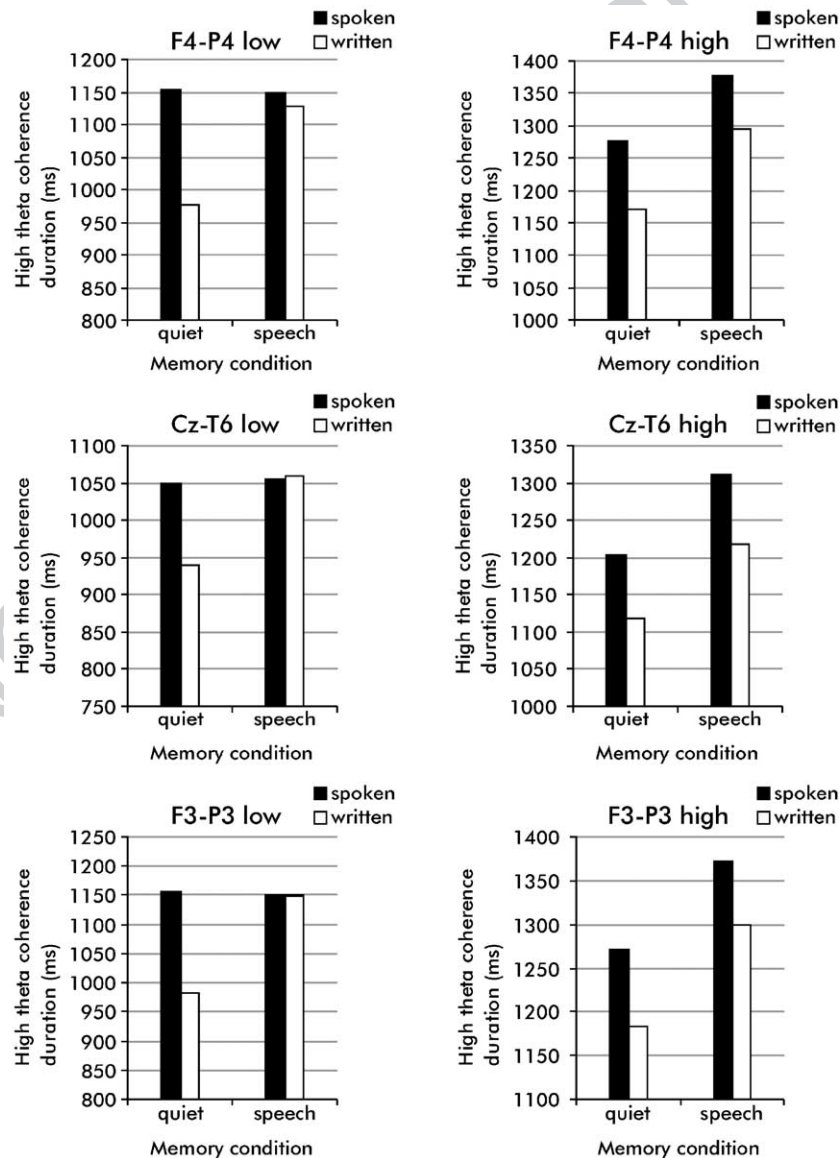 ■ spoken
□ written
F4-P4 low
High theta coherence
duration (ms)
1200
1150
1100
1050
1000
950
900
850
800
quiet
speech
Memory condition
■ spoken
□ written
F4-P4 high
High theta coherence
duration (ms)
1400
1350
1300
1250
1200
1150
1100
1050
1000
quiet
speech
Memory condition
■ spoken
□ written
Cz-T6 low
High theta coherence
duration (ms)
1100
1050
1000
950
900
850
800
750
quiet
speech
Memory condition
■ spoken
□ written
Cz-T6 high
High theta coherence
duration (ms)
1350
1300
1250
1200
1150
1100
1050
1000
quiet
speech
Memory condition
■ spoken
□ written
F3-P3 low
High theta coherence
duration (ms)
1250
1200
1150
1100
1050
1000
950
900
850
800
quiet
speech
Memory condition
■ spoken
□ written
F3-P3 high
High theta coherence
duration (ms)
1400
1350
1300
1250
1200
1150
1100
quiet
speech
Memory condition